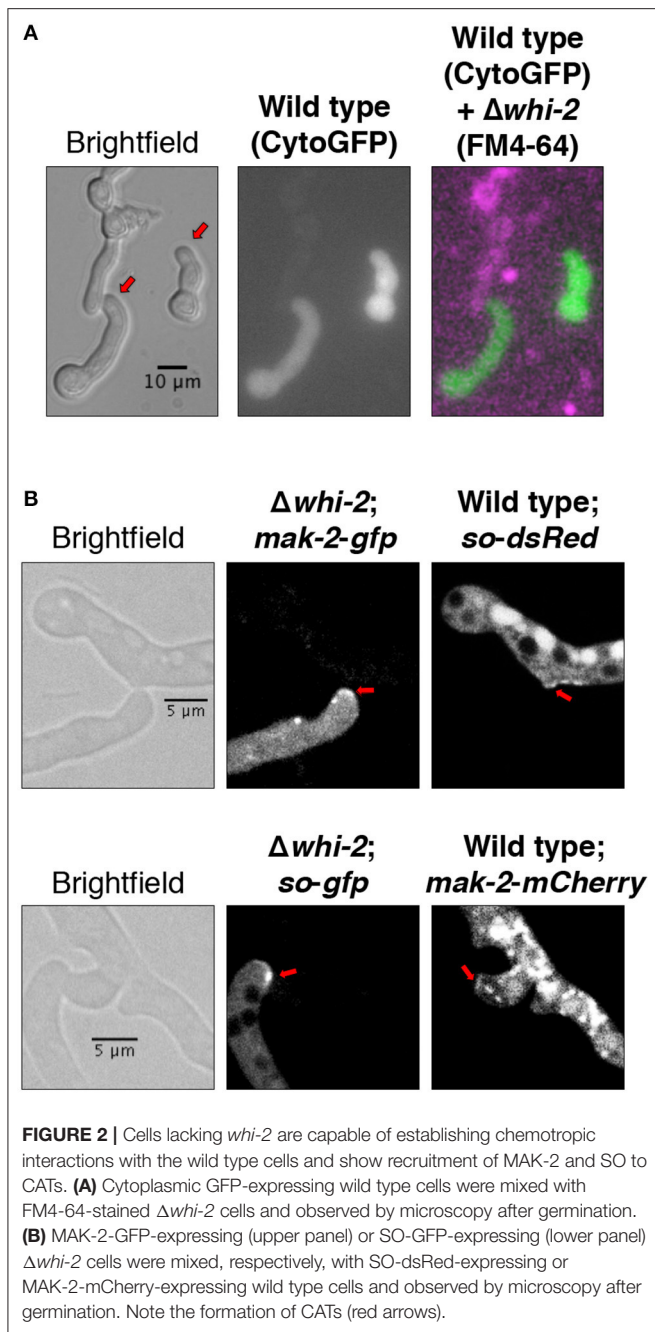 A
Brightfield
Wild type
(CytoGFP)
Wild type
(CytoGFP)
+ Δwhi-2
(FM4-64)
10 μm
B
Brightfield
Δwhi-2;
mak-2-gfp
Wild type;
so-dsRed
5 μm
Brightfield
Δwhi-2;
so-gfp
Wild type;
mak-2-mCherry
5 μm
FIGURE 2 | Cells lacking whi-2 are capable of establishing chemotropic
interactions with the wild type cells and show recruitment of MAK-2 and SO to
CATs. (A) Cytoplasmic GFP-expressing wild type cells were mixed with
FM4-64-stained Δwhi-2 cells and observed by microscopy after germination.
(B) MAK-2-GFP-expressing (upper panel) or SO-GFP-expressing (lower panel)
Δwhi-2 cells were mixed, respectively, with SO-dsRed-expressing or
MAK-2-mCherry-expressing wild type cells and observed by microscopy after
germination. Note the formation of CATs (red arrows).